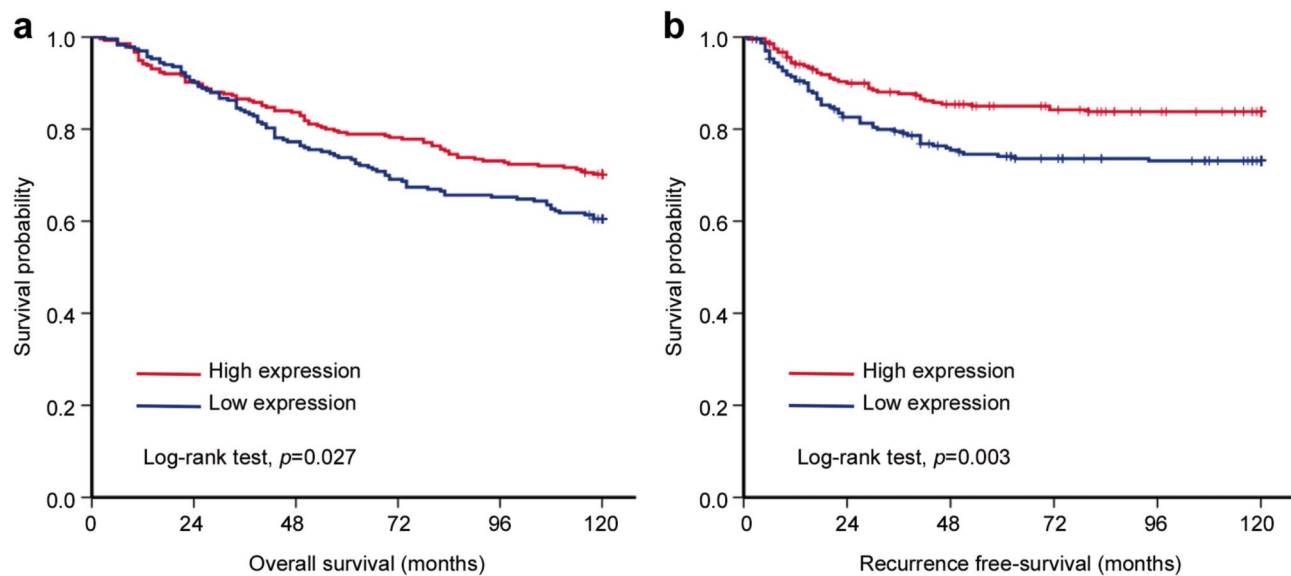 a
Survival probability
1.0
0.8
0.6
0.4
0.2
0.0
High expression
Low expression
Log-rank test, p=0.027
0 24 48 72 96 120
Overall survival (months)
b
Survival probability
1.0
0.8
0.6
0.4
0.2
0.0
High expression
Low expression
Log-rank test, p=0.003
0 24 48 72 96 120
Recurrence free-survival (months)